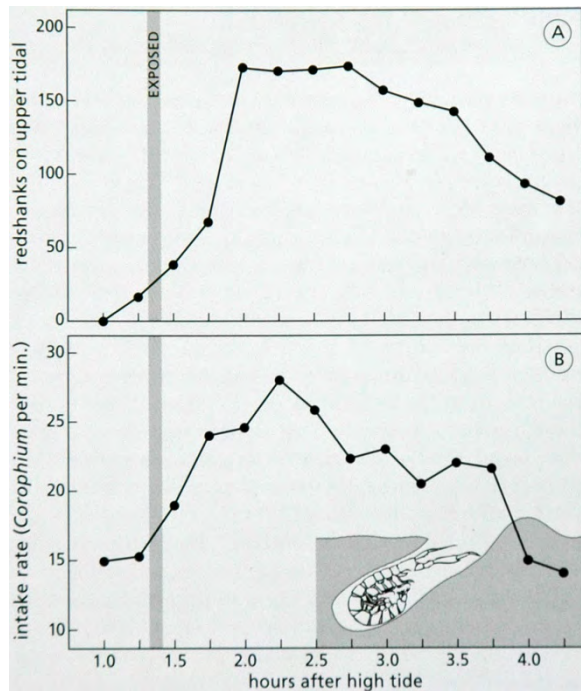 200
150
100
50
0
redshanks on upper tidal
EXPOSED
A
30
25
20
15
10
intake rate (Corophium per min.)
B
1.0 1.5 2.0 2.5 3.0 3.5 4.0
hours after high tide